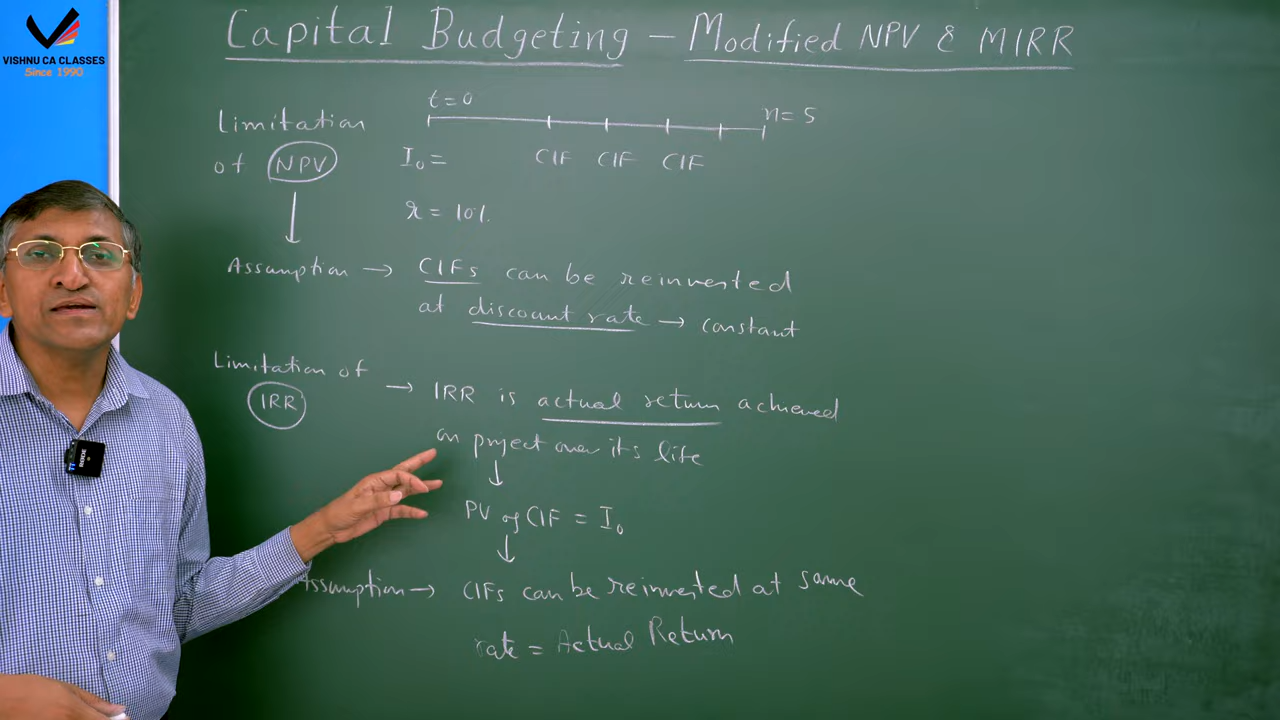 VISHNU CA CLASSES
Since 1990
Capital Budgeting – Modified NPV & MIRR
Limitation of NPV
t=0
n=5
I₀=
CIF CIF CIF
r = 10%
Assumption → CIFs can be reinvested
at discount rate → constant
Limitation of IRR
→ IRR is actual return achieved
on project over its life
↓
PV of CIF = I₀
↓
Assumption → CIFs can be reinvested at same
rate = Actual Return
RODE